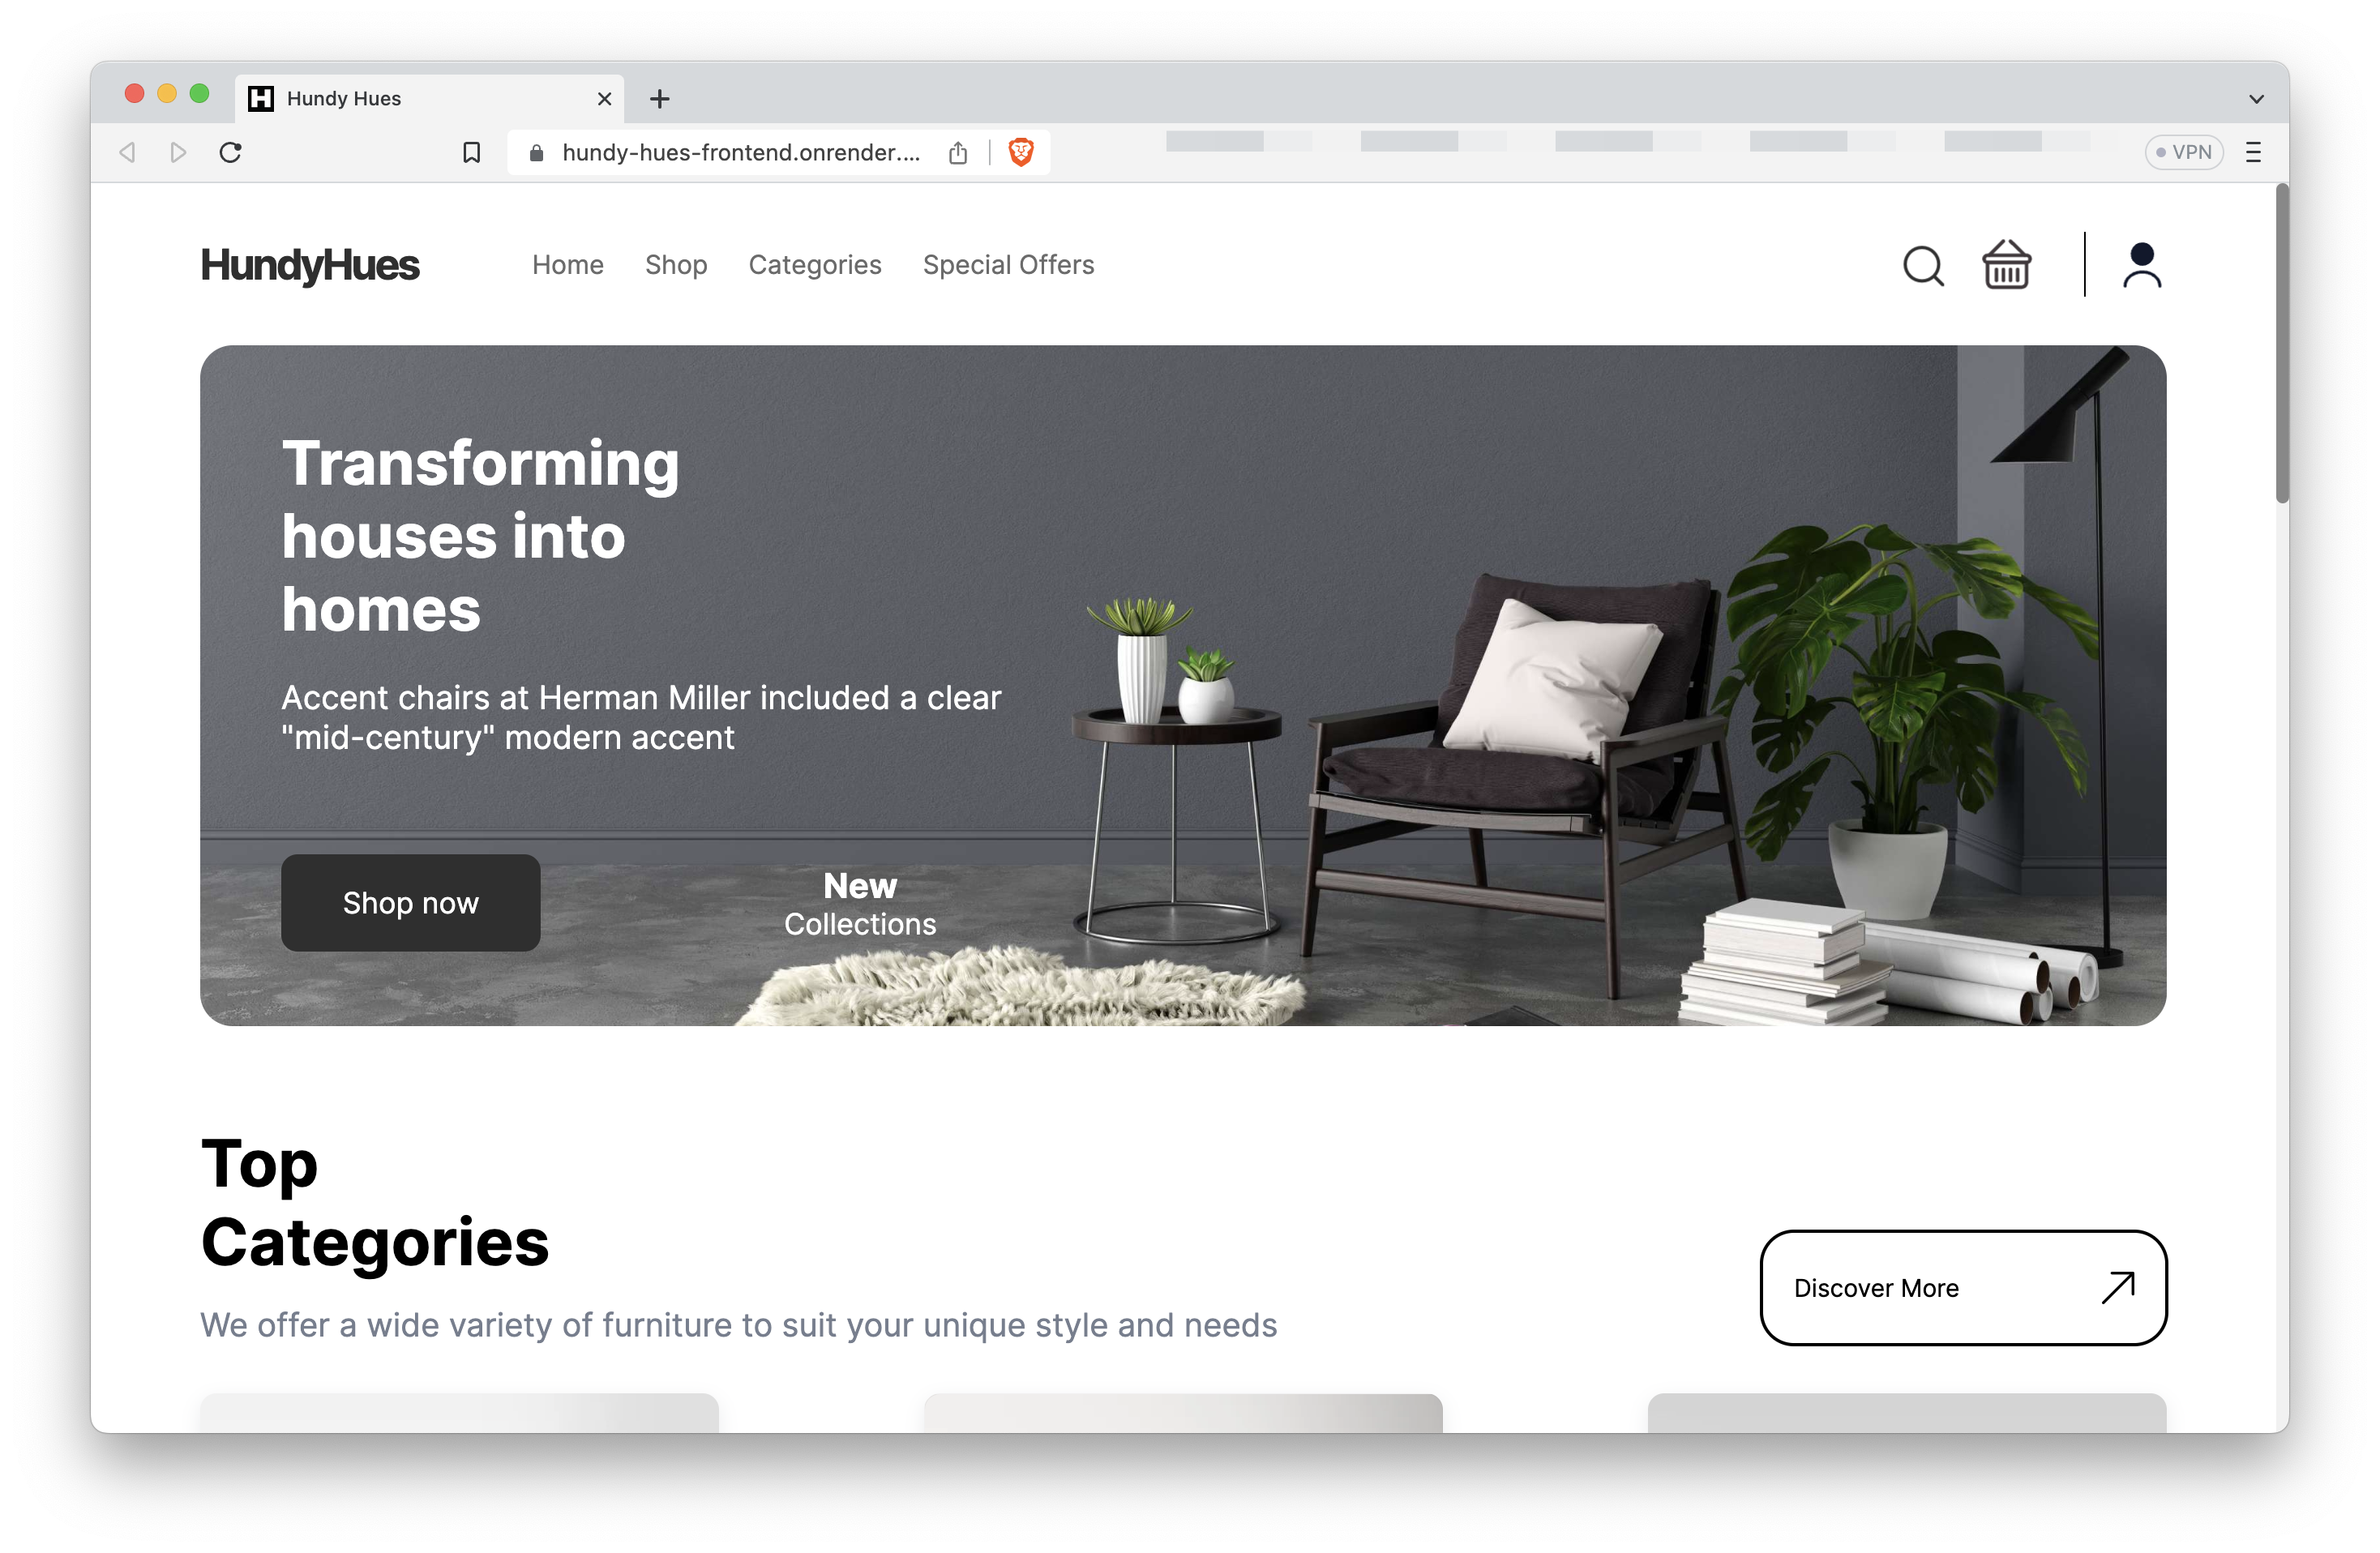 Hundy Hues
hundy-hues-frontend.onrender....
VPN
HundyHues
Home Shop Categories Special Offers
Transforming
houses into
homes
Accent chairs at Herman Miller included a clear
"mid-century" modern accent
Shop now
New
Collections
Top
Categories
We offer a wide variety of furniture to suit your unique style and needs
Discover More